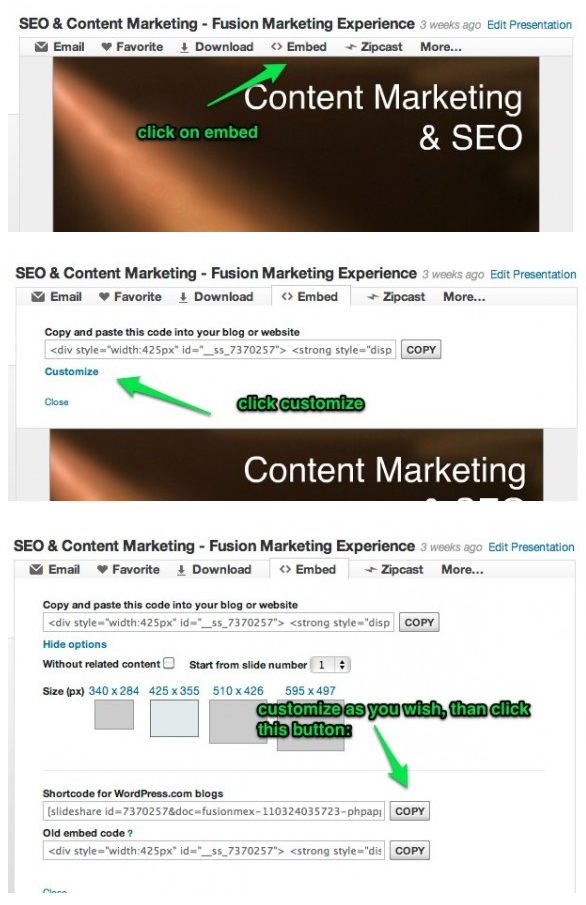 SEO & Content Marketing - Fusion Marketing Experience 3 weeks ago Edit Presentation
Email Favorite Download <> Embed Zipcast More...
Content Marketing
& SEO
click on embed
SEO & Content Marketing - Fusion Marketing Experience 3 weeks ago Edit Presentation
Email Favorite Download <> Embed Zipcast More...
Copy and paste this code into your blog or website
<div style="width:425px" id="__ss_7370257"> <strong style="disp COPY
Customize
Close
click customize
Content Marketing
& SEO
SEO & Content Marketing - Fusion Marketing Experience 3 weeks ago Edit Presentation
Email Favorite Download <> Embed Zipcast More...
Copy and paste this code into your blog or website
<div style="width:425px" id="__ss_7370257"> <strong style="disp COPY
Hide options
Without related content Start from slide number 1
Size (px) 340 x 284 425 x 355 510 x 426 595 x 497
customize as you wish, than click
this button:
Shortcode for WordPress.com blogs
[slideshare id=7370257&doc=fusionmex-110324035723-phpapp COPY
Old embed code ?
<div style="width:425px" id="__ss_7370257"> <strong style="dis COPY
Close